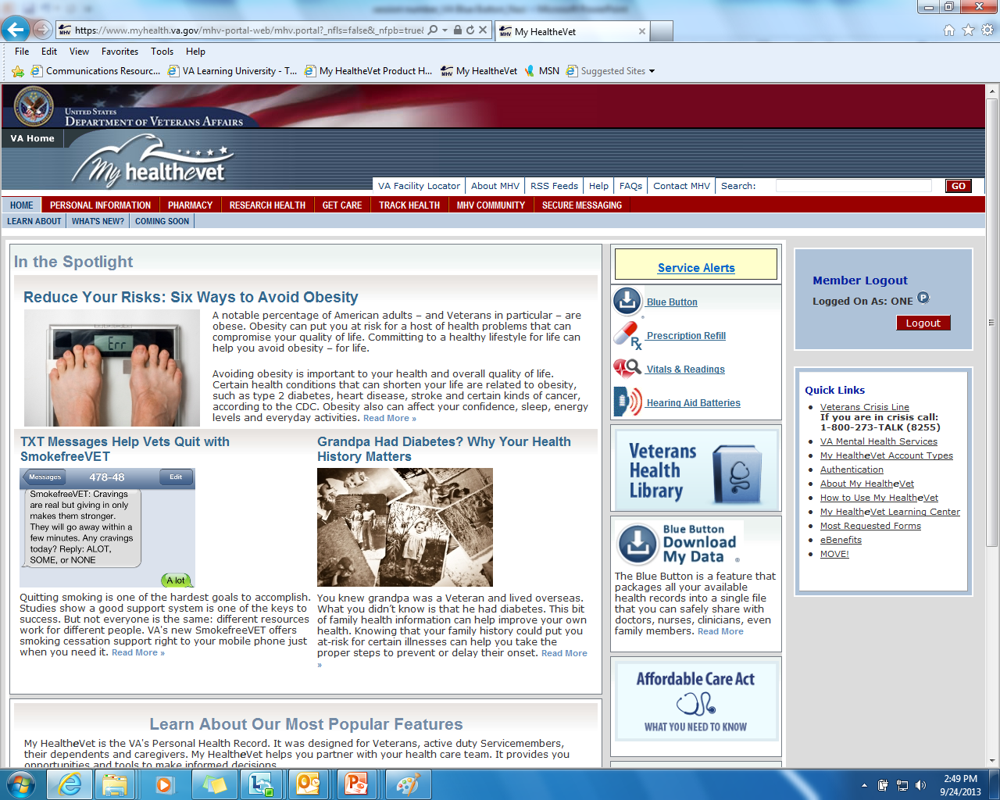 https://www.myhealth.va.gov/mhv-portal-web/mhv.portal?_nfls=false&_nfpb=true&
My HealtheVet
File Edit View Favorites Tools Help
Communications Resourc... VA Learning University - T... My HealtheVet Product H... My HealtheVet MSN Suggested Sites
UNITED STATES
DEPARTMENT OF VETERANS AFFAIRS
VA Home
My healthevet
VA Facility Locator About MHV RSS Feeds Help FAQs Contact MHV Search: GO
HOME PERSONAL INFORMATION PHARMACY RESEARCH HEALTH GET CARE TRACK HEALTH MHV COMMUNITY SECURE MESSAGING
LEARN ABOUT WHAT'S NEW? COMING SOON
In the Spotlight
Reduce Your Risks: Six Ways to Avoid Obesity
Err
A notable percentage of American adults – and Veterans in particular – are
obese. Obesity can put you at risk for a host of health problems that can
compromise your quality of life. Committing to a healthy lifestyle for life can
help you avoid obesity – for life.
Avoiding obesity is important to your health and overall quality of life.
Certain health conditions that can shorten your life are related to obesity,
such as type 2 diabetes, heart disease, stroke and certain kinds of cancer,
according to the CDC. Obesity also can affect your confidence, sleep, energy
levels and everyday activities. Read More »
TXT Messages Help Vets Quit with
SmokefreeVET
Messages 478-48 Edit
SmokefreeVET: Cravings
are real but giving in only
makes them stronger.
They will go away within a
few minutes. Any cravings
today? Reply: ALOT,
SOME, or NONE
A lot
Quitting smoking is one of the hardest goals to accomplish.
Studies show a good support system is one of the keys to
success. But not everyone is the same: different resources
work for different people. VA's new SmokefreeVET offers
smoking cessation support right to your mobile phone just
when you need it. Read More »
Grandpa Had Diabetes? Why Your Health
History Matters
You knew grandpa was a Veteran and lived overseas.
What you didn't know is that he had diabetes. This bit
of family health information can help improve your own
health. Knowing that your family history could put you
at-risk for certain illnesses can help you take the
proper steps to prevent or delay their onset. Read More
»
Learn About Our Most Popular Features
My HealtheVet is the VA's Personal Health Record. It was designed for Veterans, active duty Servicemembers,
their dependents and caregivers. My HealtheVet helps you partner with your health care team. It provides you
opportunities and tools to make informed decisions
Service Alerts
Blue Button
Rx Prescription Refill
Vitals & Readings
Hearing Aid Batteries
Veterans
Health
Library
Blue Button
Download
My Data ®
The Blue Button is a feature that
packages all your available
health records into a single file
that you can safely share with
doctors, nurses, clinicians, even
family members. Read More
Affordable Care Act
WHAT YOU NEED TO KNOW
Member Logout
Logged On As: ONE P
Logout
Quick Links
Veterans Crisis Line
If you are in crisis call:
1-800-273-TALK (8255)
VA Mental Health Services
My HealtheVet Account Types
Authentication
About My HealtheVet
How to Use My HealtheVet
My HealtheVet Learning Center
Most Requested Forms
eBenefits
MOVE!
2:49 PM
9/24/2013